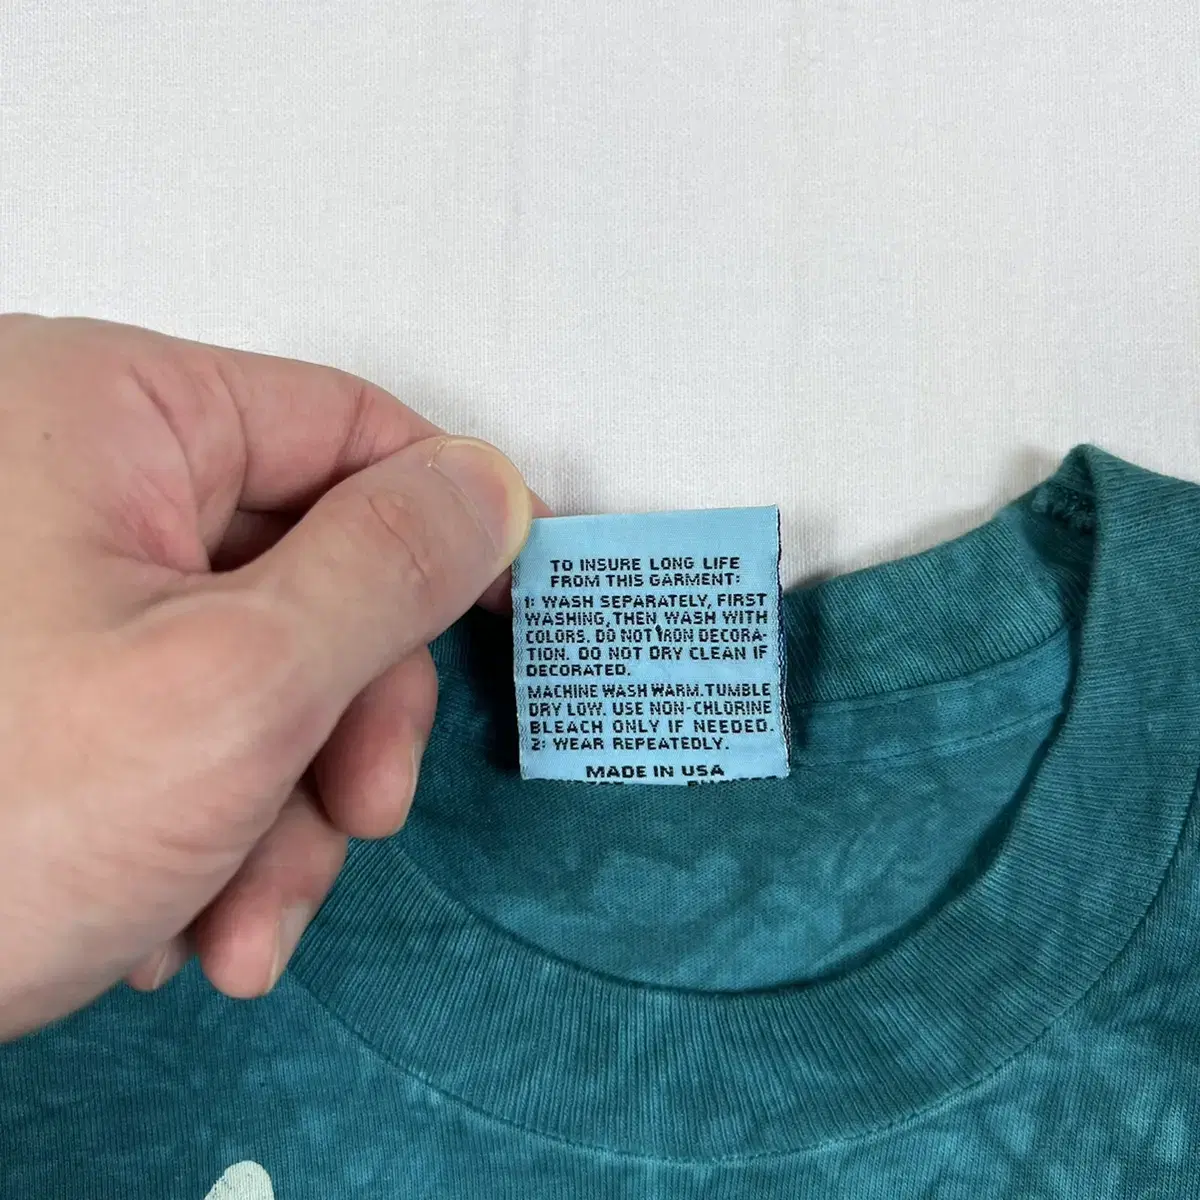 TO INSURE LONG LIFE
FROM THIS GARMENT:
1: WASH SEPARATELY, FIRST
WASHING, THEN WASH WITH
COLORS. DO NOT IRON DECORA-
TION. DO NOT DRY CLEAN IF
DECORATED.
MACHINE WASH WARM. TUMBLE
DRY LOW. USE NON-CHLORINE
BLEACH ONLY IF NEEDED.
2: WEAR REPEATEDLY.
MADE IN USA